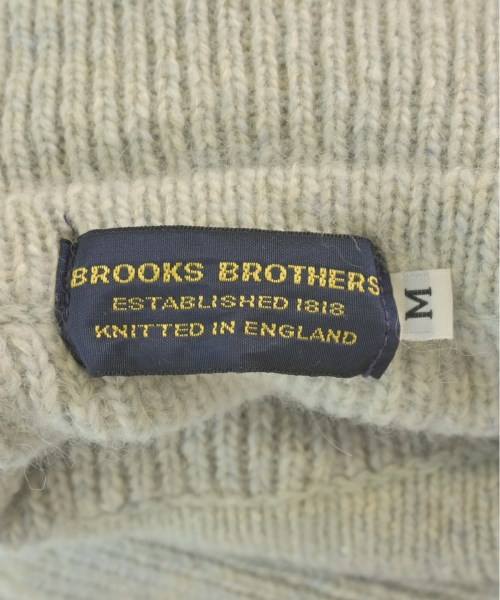 BROOKS BROTHERS
ESTABLISHED 1818
KNITTED IN ENGLAND
M